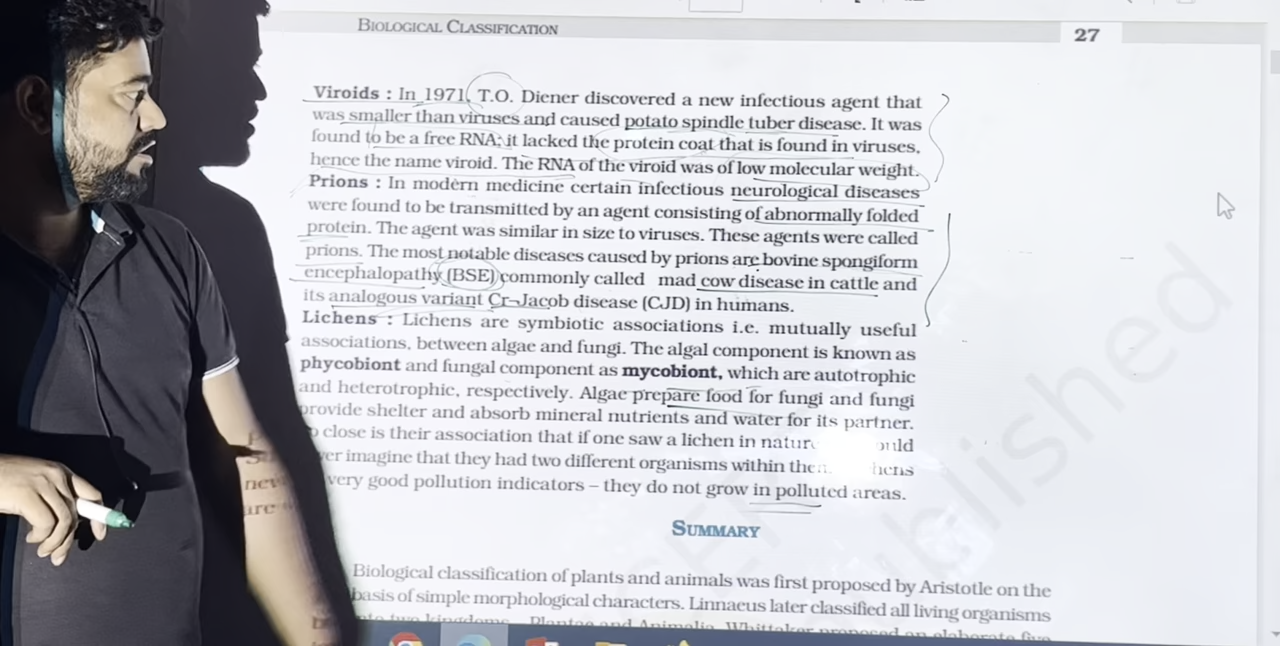 BIOLOGICAL CLASSIFICATION
27
Viroids : In 1971 T.O. Diener discovered a new infectious agent that
was smaller than viruses and caused potato spindle tuber disease. It was
found to be a free RNA; it lacked the protein coat that is found in viruses,
hence the name viroid. The RNA of the viroid was of low molecular weight.
Prions : In modern medicine certain infectious neurological diseases
were found to be transmitted by an agent consisting of abnormally folded
protein. The agent was similar in size to viruses. These agents were called
prions. The most notable diseases caused by prions are bovine spongiform
encephalopathy (BSE) commonly called mad cow disease in cattle and
its analogous variant Cr-Jacob disease (CJD) in humans.
Lichens : Lichens are symbiotic associations i.e. mutually useful
associations, between algae and fungi. The algal component is known as
phycobiont and fungal component as mycobiont, which are autotrophic
and heterotrophic, respectively. Algae prepare food for fungi and fungi
provide shelter and absorb mineral nutrients and water for its partner.
close is their association that if one saw a lichen in
imagine that they had two different organisms within
very good pollution indicators – they do not grow in polluted areas.
SUMMARY
Biological classification of plants and animals was first proposed by Aristotle on the
basis of simple morphological characters. Linnaeus later classified all living organisms
two kingdoms Plantae and Animalia. Whittaker proposed an elaborate five
published